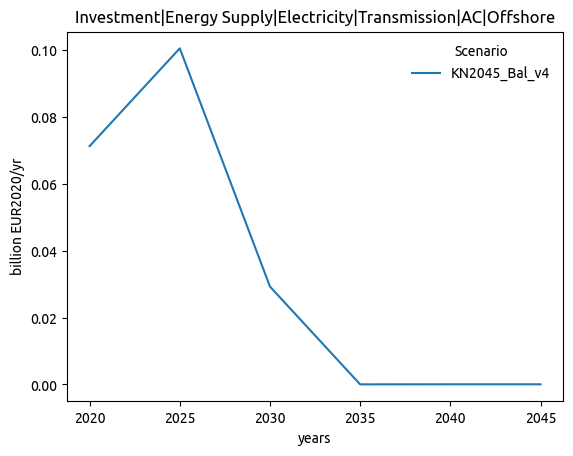 Investment|Energy Supply|Electricity|Transmission|AC|Offshore
Scenario
KN2045_Bal_v4
billion EUR2020/yr
0.10
0.08
0.06
0.04
0.02
0.00
2020 2025 2030 2035 2040 2045
years